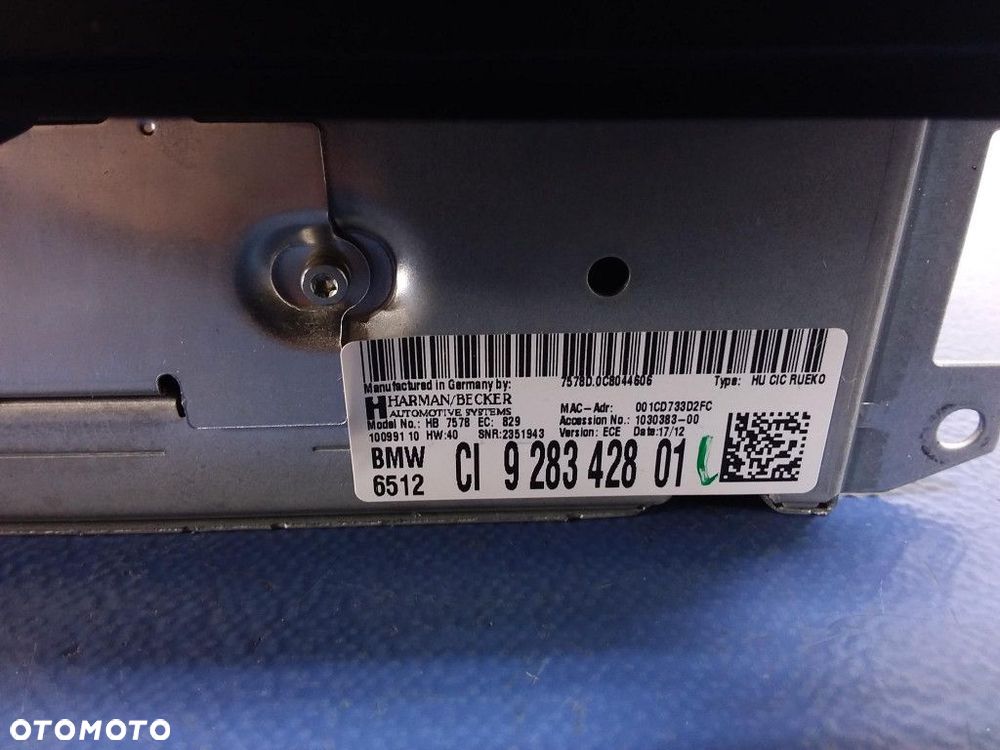 7578D.0C8044606 Type: HU CIC RUEKO
Manufactured in Germany by:
HARMAN/BECKER
AUTOMOTIVE SYSTEMS
MAC-Adr: 001CD733D2FC
Model No.: HB 7578 EC: 829 Accession No.: 1030383-00
10099110 HW:40 SNR:2351943 Version: ECE Date:17/12
BMW 6512 CI 9 283 428 01
OTOMOTO